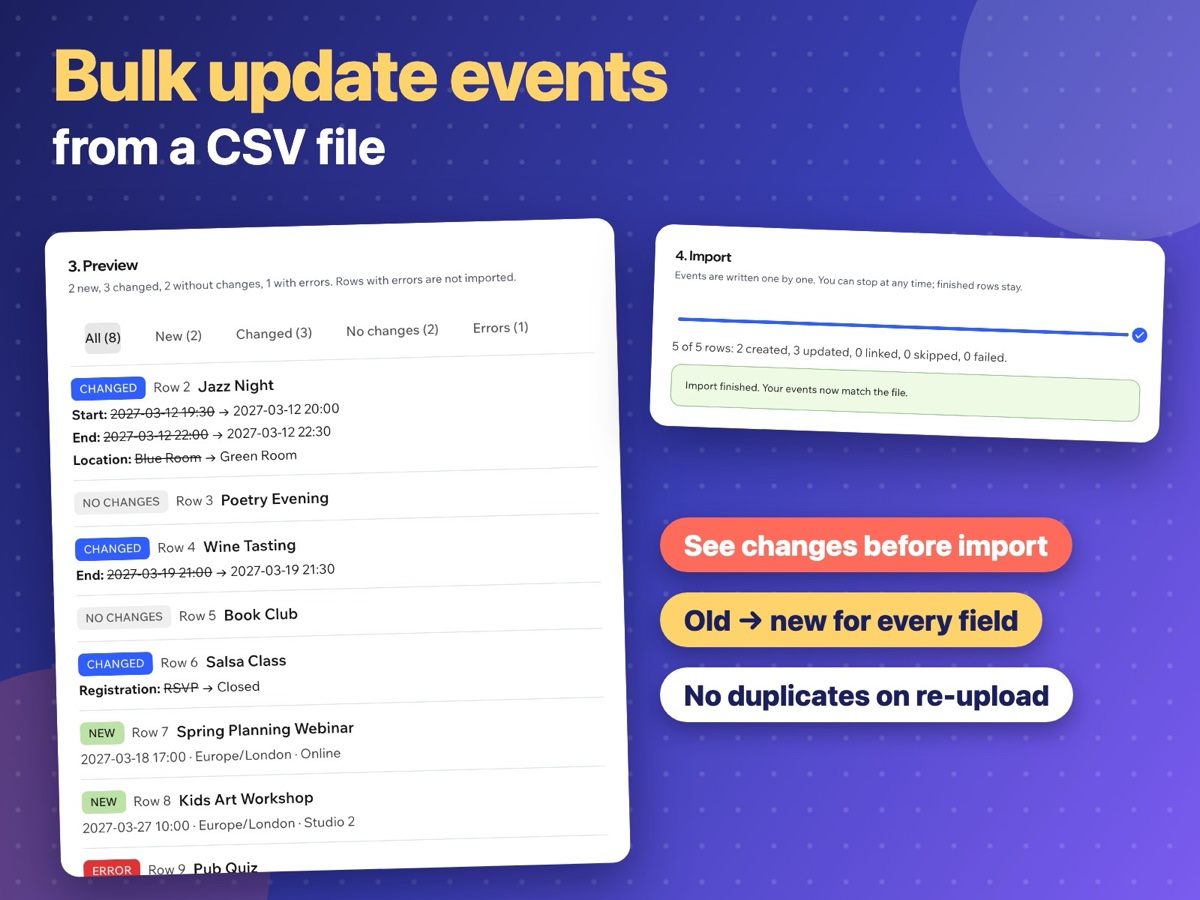 Bulk update events
from a CSV file
3. Preview
2 new, 3 changed, 2 without changes, 1 with errors. Rows with errors are not imported.
All (8) New (2) Changed (3) No changes (2) Errors (1)
CHANGED Row 2 Jazz Night
Start: 2027-03-12 19:30 → 2027-03-12 20:00
End: 2027-03-12 22:00 → 2027-03-12 22:30
Location: Blue Room → Green Room
NO CHANGES Row 3 Poetry Evening
CHANGED Row 4 Wine Tasting
End: 2027-03-19 21:00 → 2027-03-19 21:30
NO CHANGES Row 5 Book Club
CHANGED Row 6 Salsa Class
Registration: RSVP → Closed
NEW Row 7 Spring Planning Webinar
2027-03-18 17:00 · Europe/London · Online
NEW Row 8 Kids Art Workshop
2027-03-27 10:00 · Europe/London · Studio 2
ERROR Row 9 Pub Quiz
4. Import
Events are written one by one. You can stop at any time; finished rows stay.
5 of 5 rows: 2 created, 3 updated, 0 linked, 0 skipped, 0 failed.
Import finished. Your events now match the file.
See changes before import
Old → new for every field
No duplicates on re-upload